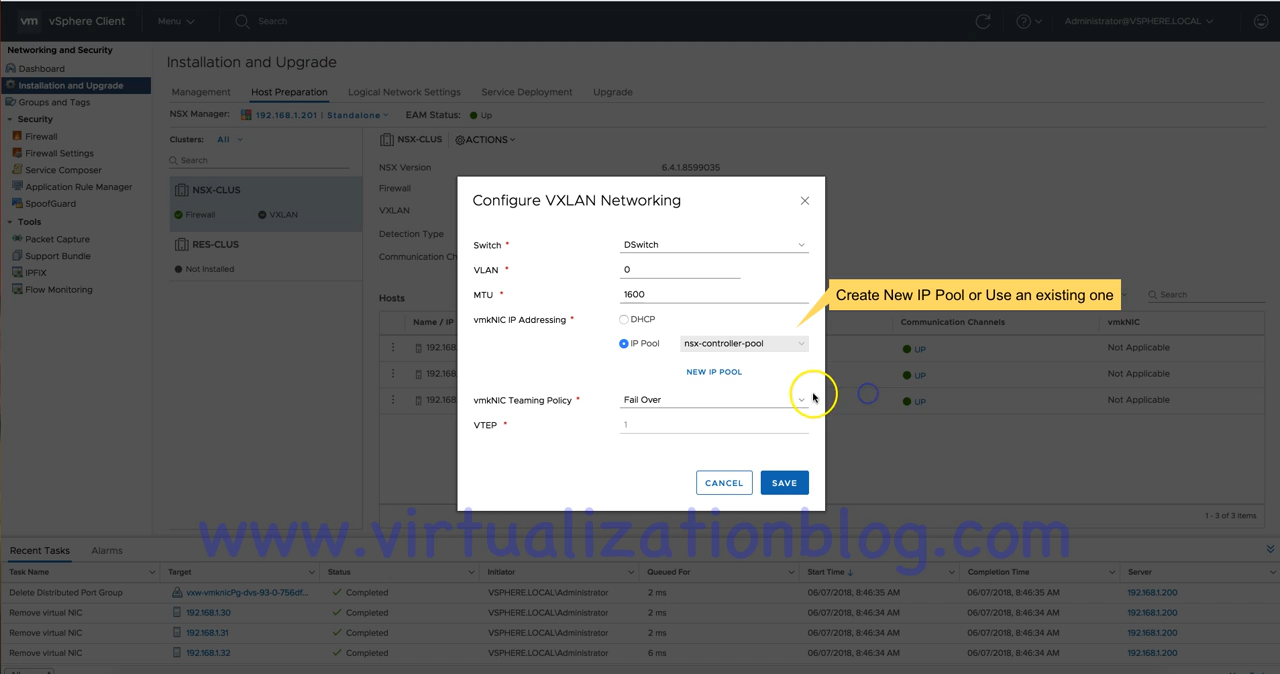 vm vSphere Client Menu Search Administrator@VSPHERE.LOCAL
Networking and Security
Dashboard
Installation and Upgrade
Groups and Tags
Security
Firewall
Firewall Settings
Service Composer
Application Rule Manager
SpoofGuard
Tools
Packet Capture
Support Bundle
IPFIX
Flow Monitoring
Installation and Upgrade
Management Host Preparation Logical Network Settings Service Deployment Upgrade
NSX Manager: 192.168.1.201 | Standalone EAM Status: Up
Clusters: All
Search
NSX-CLUS
Firewall VXLAN
RES-CLUS
Not Installed
NSX-CLUS ACTIONS
NSX Version 6.4.1.8599035
Firewall
VXLAN
Detection Type
Communication Ch
Hosts
Search
Name / IP Communication Channels vmkNIC
192.168 UP Not Applicable
192.168 UP Not Applicable
192.168 UP Not Applicable
1 - 3 of 3 items
Configure VXLAN Networking
Switch * DSwitch
VLAN * 0
MTU * 1600
vmkNIC IP Addressing * DHCP
IP Pool nsx-controller-pool
NEW IP POOL
vmkNIC Teaming Policy * Fail Over
VTEP * 1
CANCEL SAVE
Create New IP Pool or Use an existing one
www.virtualizationblog.com
Recent Tasks Alarms
Task Name Target Status Initiator Queued For Start Time ↓ Completion Time Server
Delete Distributed Port Group vxw-vmknicPg-dvs-93-0-756df... Completed VSPHERE.LOCAL\Administrator 2 ms 06/07/2018, 8:46:35 AM 06/07/2018, 8:46:35 AM 192.168.1.200
Remove virtual NIC 192.168.1.30 Completed VSPHERE.LOCAL\Administrator 2 ms 06/07/2018, 8:46:34 AM 06/07/2018, 8:46:34 AM 192.168.1.200
Remove virtual NIC 192.168.1.31 Completed VSPHERE.LOCAL\Administrator 2 ms 06/07/2018, 8:46:34 AM 06/07/2018, 8:46:34 AM 192.168.1.200
Remove virtual NIC 192.168.1.32 Completed VSPHERE.LOCAL\Administrator 6 ms 06/07/2018, 8:46:34 AM 06/07/2018, 8:46:34 AM 192.168.1.200